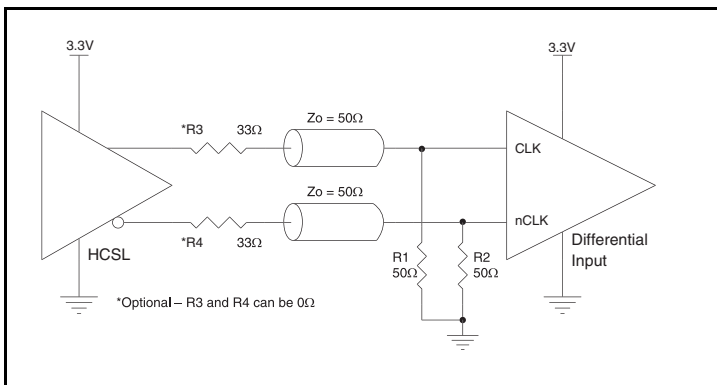 3.3V
3.3V
*R3
33Ω
Zo = 50Ω
CLK
Zo = 50Ω
nCLK
*R4
33Ω
HCSL
R1
50Ω
R2
50Ω
Differential
Input
*Optional – R3 and R4 can be 0Ω